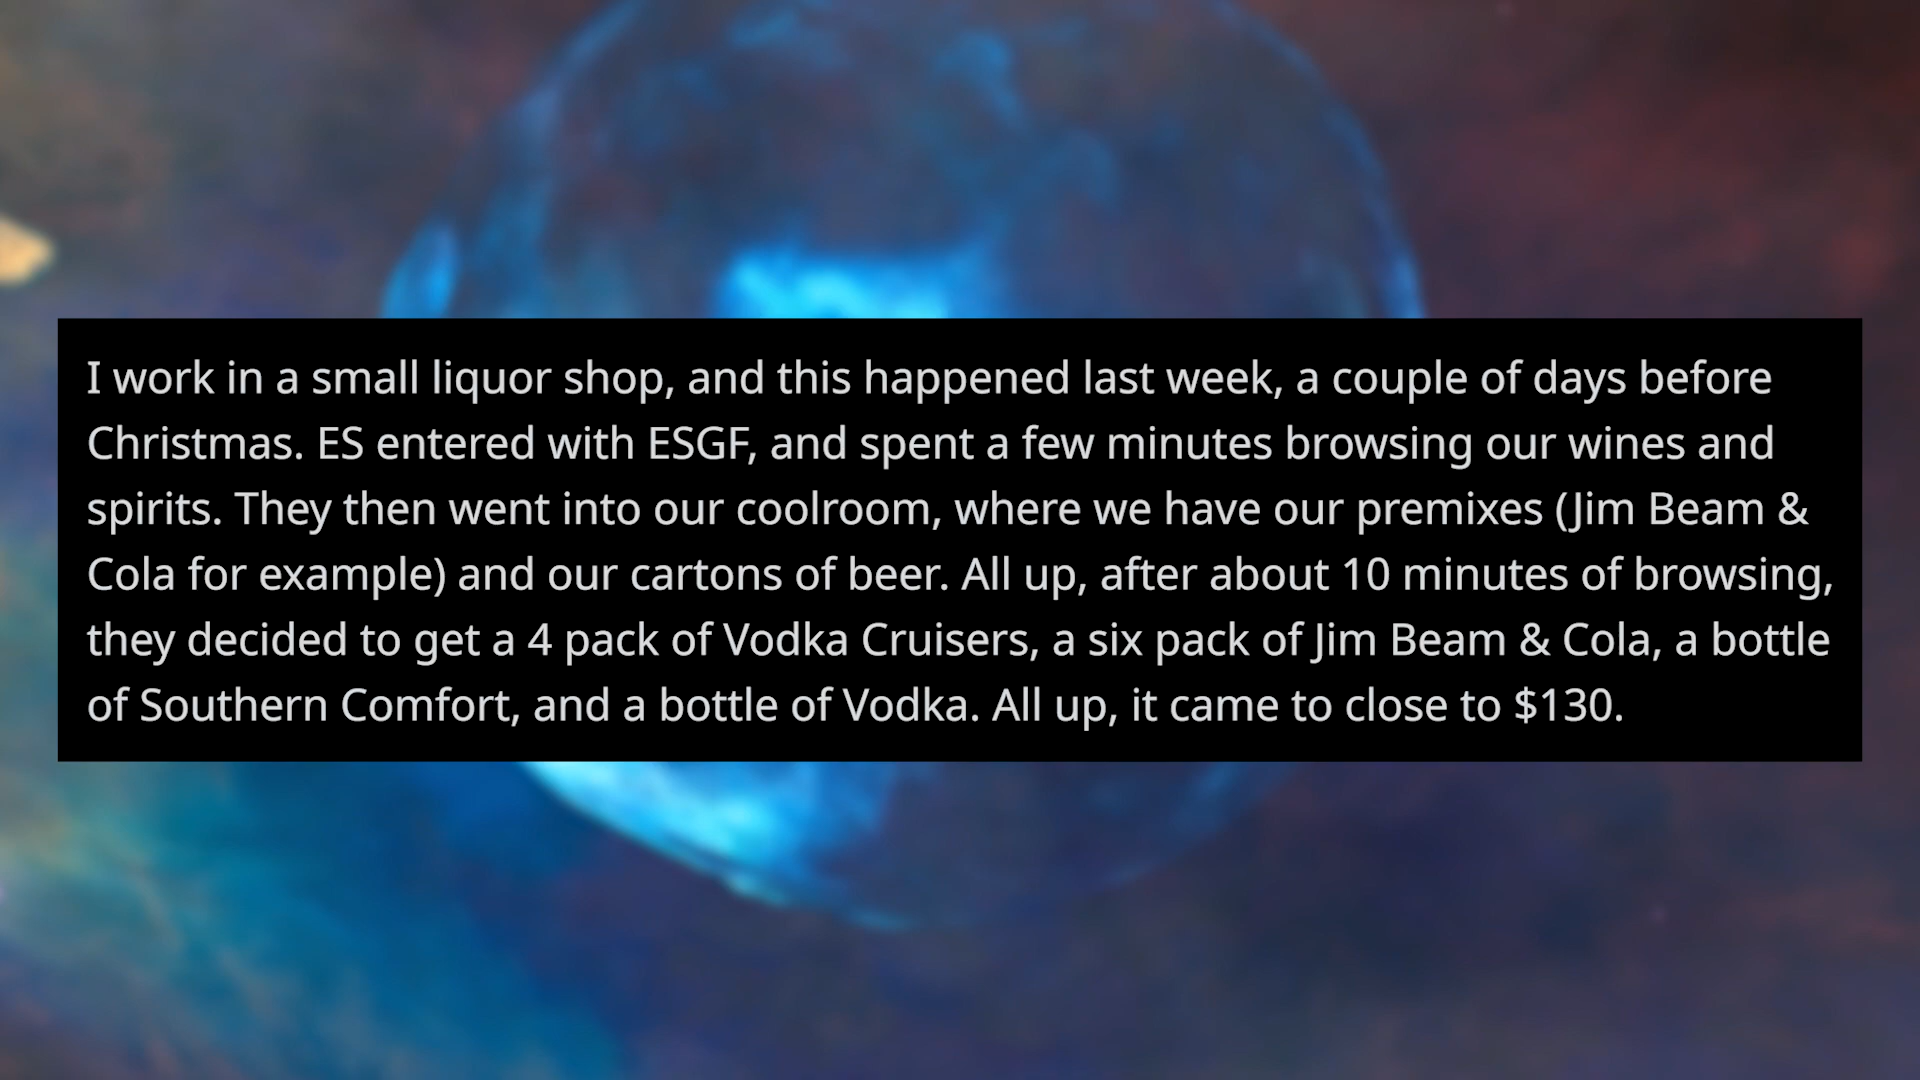 I work in a small liquor shop, and this happened last week, a couple of days before
Christmas. ES entered with ESGF, and spent a few minutes browsing our wines and
spirits. They then went into our coolroom, where we have our premixes (Jim Beam &
Cola for example) and our cartons of beer. All up, after about 10 minutes of browsing,
they decided to get a 4 pack of Vodka Cruisers, a six pack of Jim Beam & Cola, a bottle
of Southern Comfort, and a bottle of Vodka. All up, it came to close to $130.